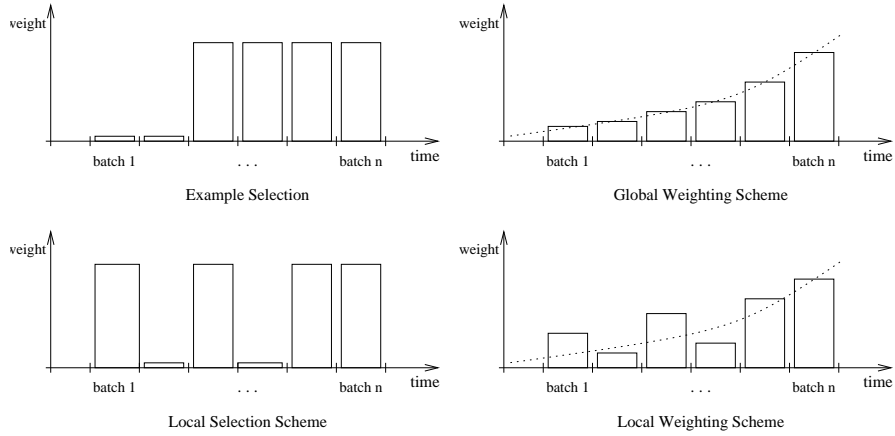 weight
time
batch 1 . . . batch n
Example Selection
weight
time
batch 1 . . . batch n
Global Weighting Scheme
weight
time
batch 1 . . . batch n
Local Selection Scheme
weight
time
batch 1 . . . batch n
Local Weighting Scheme